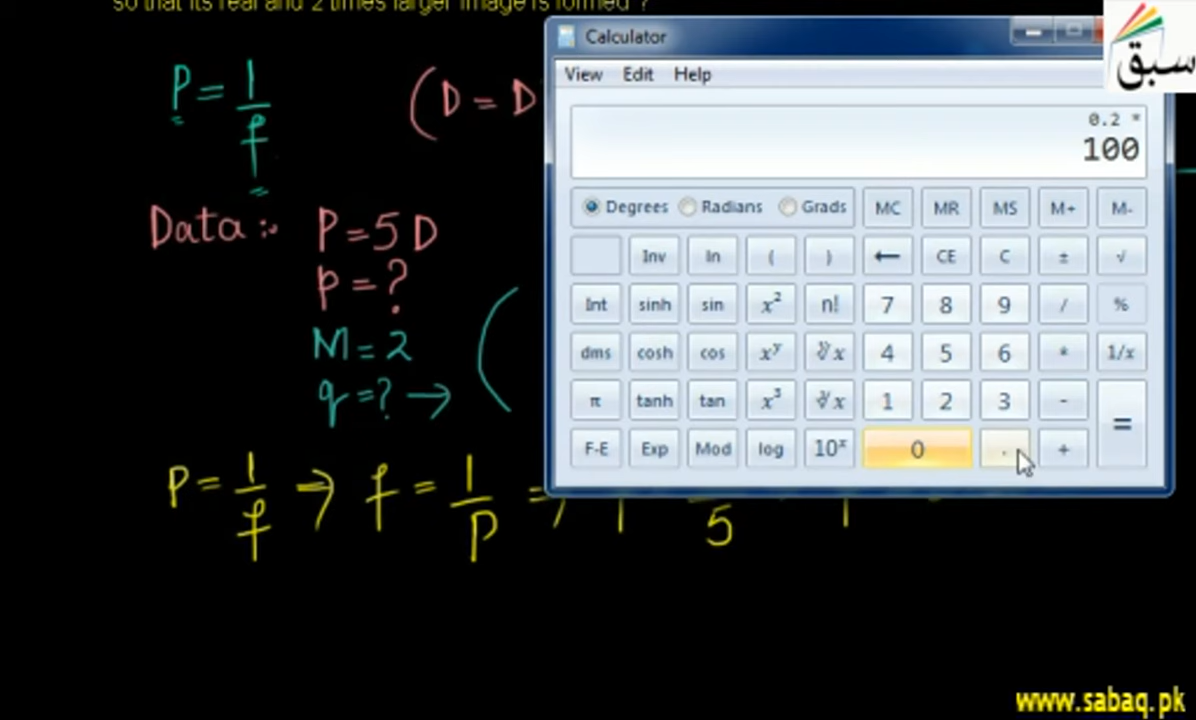 so that its real and 2 times larger image is formed ?
P = 1/f
(D = D
Data :.
P = 5 D
p = ?
M = 2
q = ? → (
P = 1/f → f = 1/P =
5
Calculator
View Edit Help
0.2 *
100
Degrees Radians Grads MC MR MS M+ M-
Inv ln ( ) ← CE C ± √
Int sinh sin x² n! 7 8 9 / %
dms cosh cos xʸ ʸ√x 4 5 6 * 1/x
π tanh tan x³ ³√x 1 2 3 - =
F-E Exp Mod log 10ˣ 0 . +
سبق
www.sabaq.pk